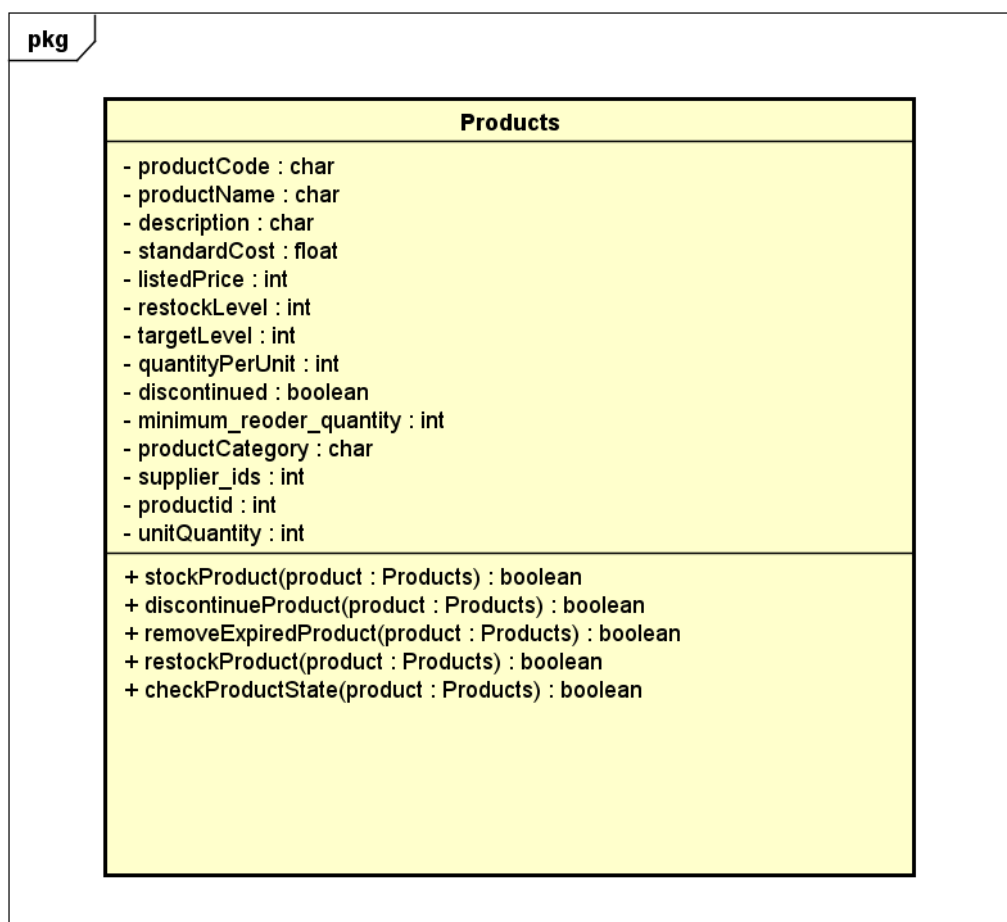 pkg
Products
- productCode : char
- productName : char
- description : char
- standardCost : float
- listedPrice : int
- restockLevel : int
- targetLevel : int
- quantityPerUnit : int
- discontinued : boolean
- minimum_reoder_quantity : int
- productCategory : char
- supplier_ids : int
- productid : int
- unitQuantity : int
+ stockProduct(product : Products) : boolean
+ discontinueProduct(product : Products) : boolean
+ removeExpiredProduct(product : Products) : boolean
+ restockProduct(product : Products) : boolean
+ checkProductState(product : Products) : boolean